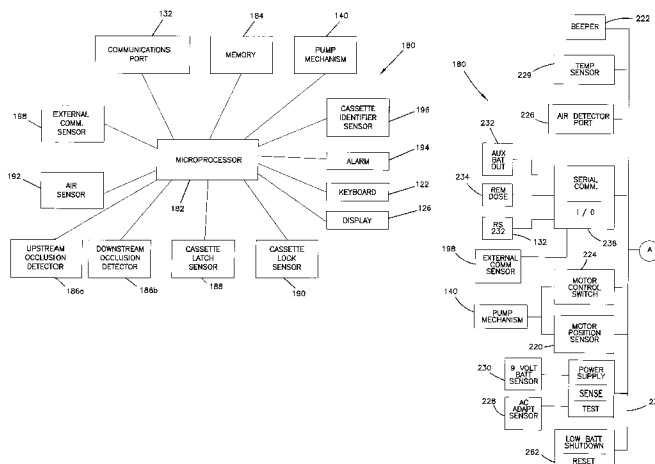 132
184
140
COMMUNICATIONS
PORT
MEMORY
PUMP
MECHANISM
180
198
EXTERNAL
COMM.
SENSOR
CASSETTE
IDENTIFIER
SENSOR
196
MICROPROCESSOR
182
ALARM
194
192
AIR
SENSOR
KEYBOARD
122
DISPLAY
126
UPSTREAM
OCCLUSION
DETECTOR
186a
DOWNSTREAM
OCCLUSION
DETECTOR
186b
CASSETTE
LATCH
SENSOR
188
CASSETTE
LOCK
SENSOR
190
BEEPER
222
180
TEMP
SENSOR
229
AIR DETECTOR
PORT
226
232
AUX
BAT
OUT
234
REM
DOSE
RS
232
132
SERIAL
COMM.
I / O
236
A
198
EXTERNAL
COMM
SENSOR
224
MOTOR
CONTROL
SWITCH
140
PUMP
MECHANISM
MOTOR
POSITION
SENSOR
220
230
9 VOLT
BATT
SENSOR
POWER
SUPPLY
SENSE
TEST
228
AC
ADAPT
SENSOR
LOW BATT
SHUTDOWN
RESET
262